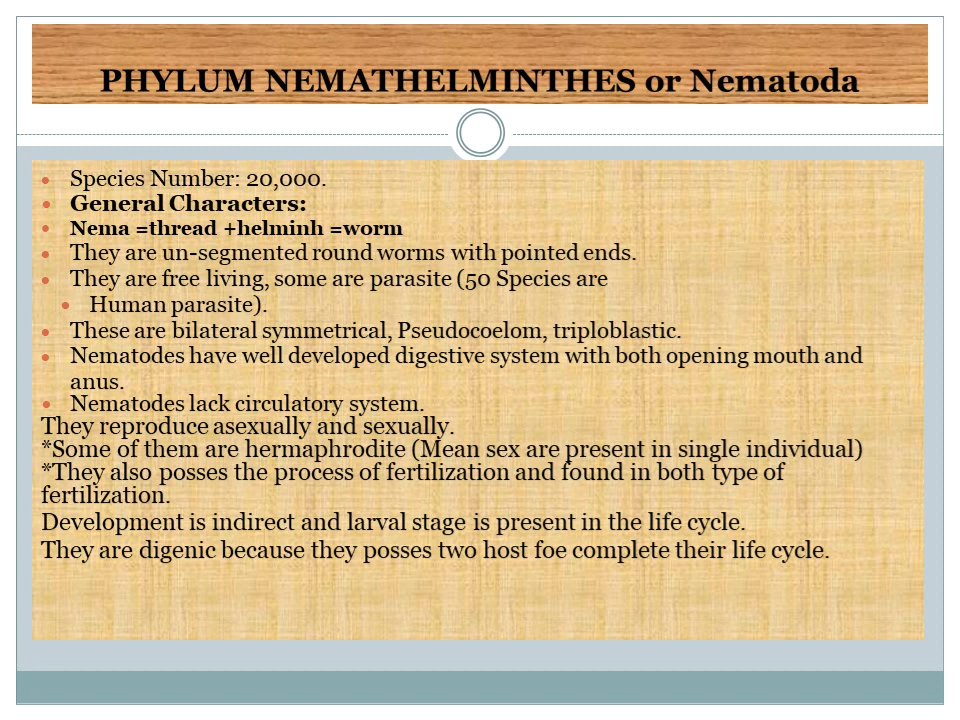 PHYLUM NEMATHELMINTHES or Nematoda
• Species Number: 20,000.
• General Characters:
• Nema =thread +helminh =worm
• They are un-segmented round worms with pointed ends.
• They are free living, some are parasite (50 Species are
• Human parasite).
• These are bilateral symmetrical, Pseudocoelom, triploblastic.
• Nematodes have well developed digestive system with both opening mouth and
anus.
• Nematodes lack circulatory system.
They reproduce asexually and sexually.
*Some of them are hermaphrodite (Mean sex are present in single individual)
*They also posses the process of fertilization and found in both type of
fertilization.
Development is indirect and larval stage is present in the life cycle.
They are digenic because they posses two host foe complete their life cycle.